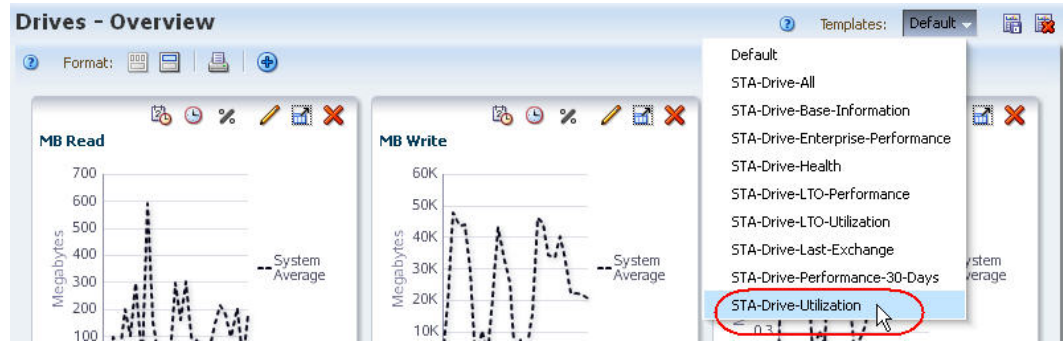 Drives - Overview
Templates: Default
Format:
Default
STA-Drive-All
STA-Drive-Base-Information
STA-Drive-Enterprise-Performance
STA-Drive-Health
STA-Drive-LTO-Performance
STA-Drive-LTO-Utilization
STA-Drive-Last-Exchange
STA-Drive-Performance-30-Days
STA-Drive-Utilization
MB Read
700
600
500
400
300
200
100
Megabytes
System
Average
MB Write
60K
50K
40K
30K
20K
10K
Megabytes
System
Average
0.3